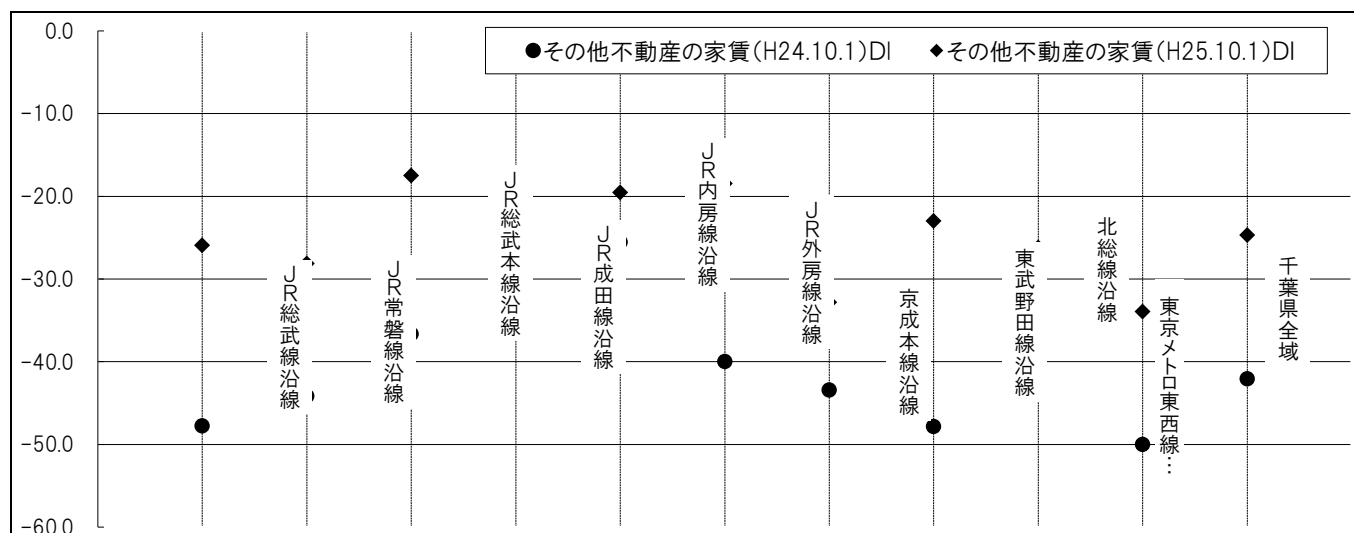 ●その他不動産の家賃(H24.10.1)DI ◆その他不動産の家賃(H25.10.1)DI
0.0
-10.0
-20.0
-30.0
-40.0
-50.0
-60.0
JR総武線沿線
JR常磐線沿線
JR総武本線沿線
JR成田線沿線
JR内房線沿線
JR外房線沿線
京成本線沿線
東武野田線沿線
北総線沿線
東京メトロ東西線…
千葉県全域